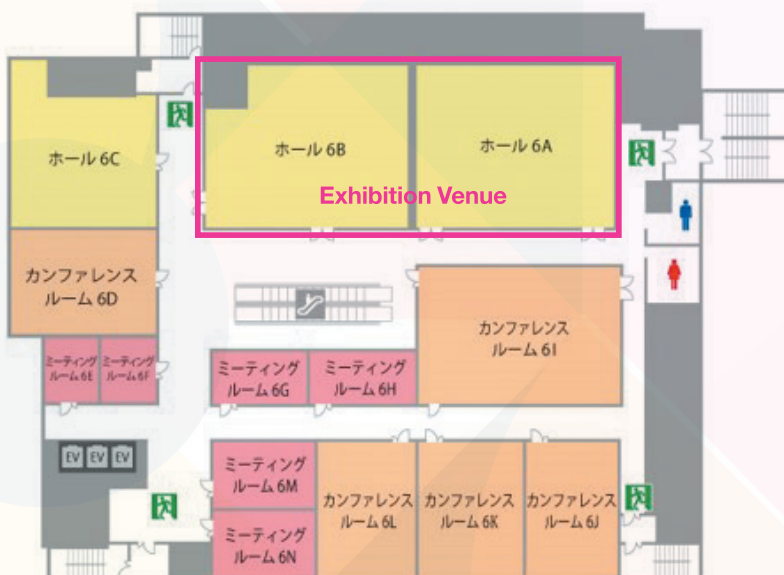 ホール 6C
ホール 6B
ホール 6A
Exhibition Venue
カンファレンス
ルーム 6D
カンファレンス
ルーム 6I
ミーティング
ルーム 6E
ミーティング
ルーム 6F
ミーティング
ルーム 6G
ミーティング
ルーム 6H
EV
EV
EV
ミーティング
ルーム 6M
カンファレンス
ルーム 6L
カンファレンス
ルーム 6K
カンファレンス
ルーム 6J
ミーティング
ルーム 6N